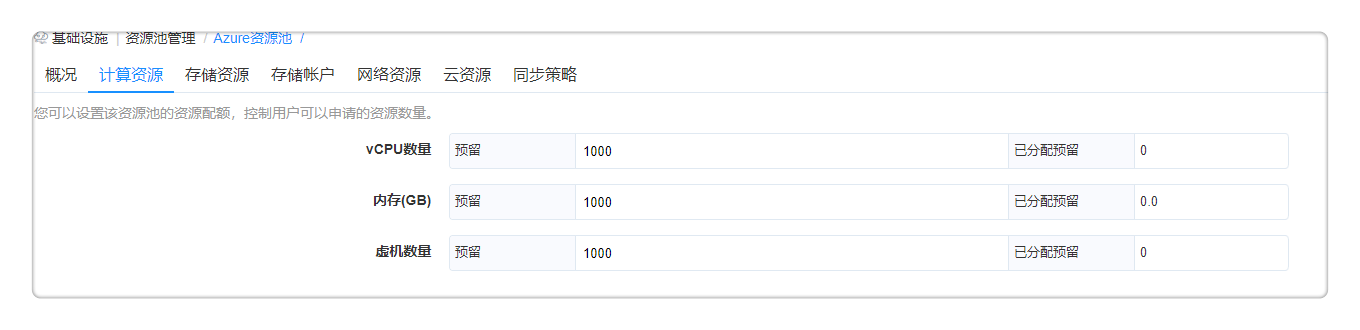 基础设施 | 资源池管理 / Azure资源池 /
概况 计算资源 存储资源 存储帐户 网络资源 云资源 同步策略
您可以设置该资源池的资源配额，控制用户可以申请的资源数量。
vCPU数量 预留 1000 已分配预留 0
内存(GB) 预留 1000 已分配预留 0.0
虚机数量 预留 1000 已分配预留 0